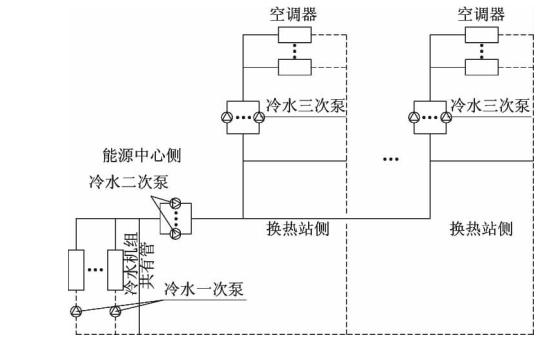 空调器
空调器
冷水三次泵
冷水三次泵
能源中心侧
冷水二次泵
换热站侧
换热站侧
冷水机组
共有管
冷水一次泵